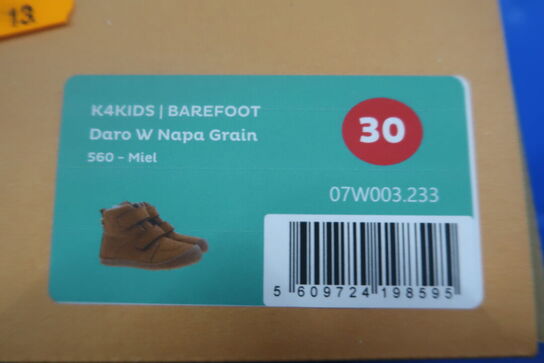 13
K4KIDS | BAREFOOT
Daro W Napa Grain
560 - Miel
30
07W003.233
5 609724 198595